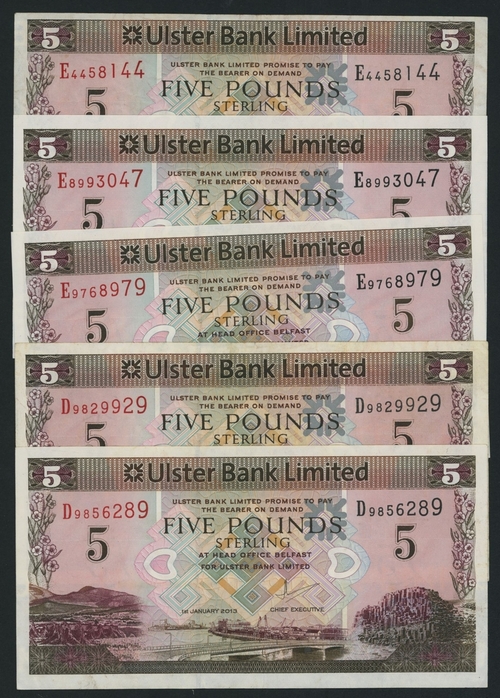 5 Ulster Bank Limited 5
ULSTER BANK LIMITED PROMISE TO PAY
THE BEARER ON DEMAND
E4458144 E4458144
FIVE POUNDS
5 STERLING 5
5 Ulster Bank Limited 5
ULSTER BANK LIMITED PROMISE TO PAY
THE BEARER ON DEMAND
E8993047 E8993047
FIVE POUNDS
5 STERLING 5
5 Ulster Bank Limited 5
ULSTER BANK LIMITED PROMISE TO PAY
THE BEARER ON DEMAND
E9768979 E9768979
FIVE POUNDS
5 STERLING 5
AT HEAD OFFICE BELFAST
5 Ulster Bank Limited 5
ULSTER BANK LIMITED PROMISE TO PAY
THE BEARER ON DEMAND
D9829929 D9829929
FIVE POUNDS
5 STERLING 5
5 Ulster Bank Limited 5
ULSTER BANK LIMITED PROMISE TO PAY
THE BEARER ON DEMAND
D9856289 D9856289
FIVE POUNDS
5 STERLING 5
AT HEAD OFFICE BELFAST
FOR ULSTER BANK LIMITED
1st JANUARY 2013 CHIEF EXECUTIVE